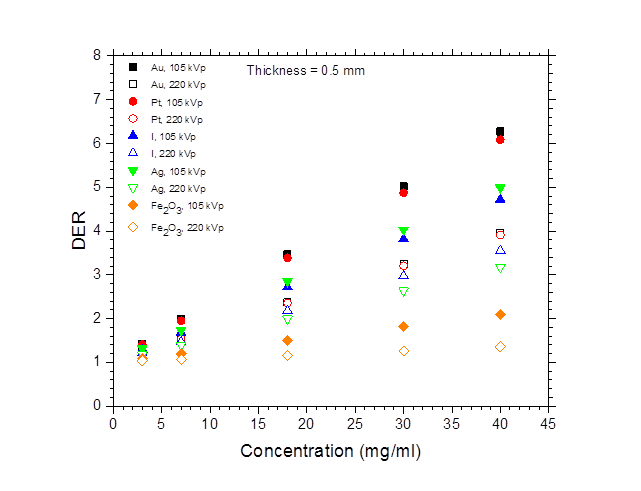 8
7
6
5
4
3
2
1
0
DER
Thickness = 0.5 mm
Au, 105 kVp
Au, 220 kVp
Pt, 105 kVp
Pt, 220 kVp
I, 105 kVp
I, 220 kVp
Ag, 105 kVp
Ag, 220 kVp
Fe2O3, 105 kVp
Fe2O3, 220 kVp
0 5 10 15 20 25 30 35 40 45
Concentration (mg/ml)